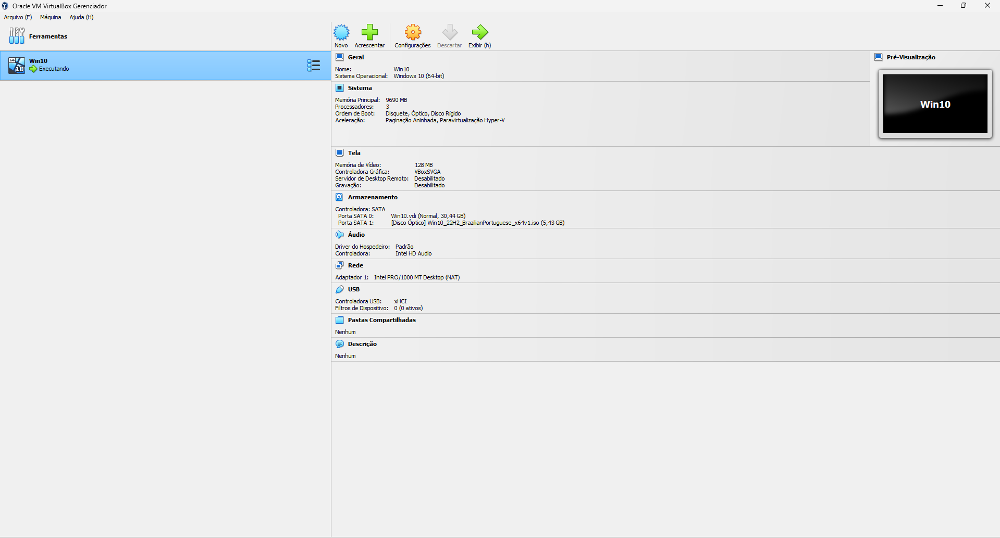 Oracle VM VirtualBox Gerenciador
Arquivo (F) Máquina Ajuda (H)
Ferramentas
Novo Acrescentar Configurações Descartar Exibir (h)
64 10
Win10
Executando
Geral
Nome: Win10
Sistema Operacional: Windows 10 (64-bit)
Pré-Visualização
Win10
Sistema
Memória Principal: 9690 MB
Processadores: 3
Ordem de Boot: Disquete, Óptico, Disco Rígido
Aceleração: Paginação Aninhada, Paravirtualização Hyper-V
Tela
Memória de Vídeo: 128 MB
Controladora Gráfica: VBoxSVGA
Servidor de Desktop Remoto: Desabilitado
Gravação: Desabilitado
Armazenamento
Controladora: SATA
Porta SATA 0: Win10.vdi (Normal, 30,44 GB)
Porta SATA 1: [Disco Óptico] Win10_22H2_BrazilianPortuguese_x64v1.iso (5,43 GB)
Áudio
Driver do Hospedeiro: Padrão
Controladora: Intel HD Audio
Rede
Adaptador 1: Intel PRO/1000 MT Desktop (NAT)
USB
Controladora USB: xHCI
Filtros de Dispositivo: 0 (0 ativos)
Pastas Compartilhadas
Nenhum
Descrição
Nenhum